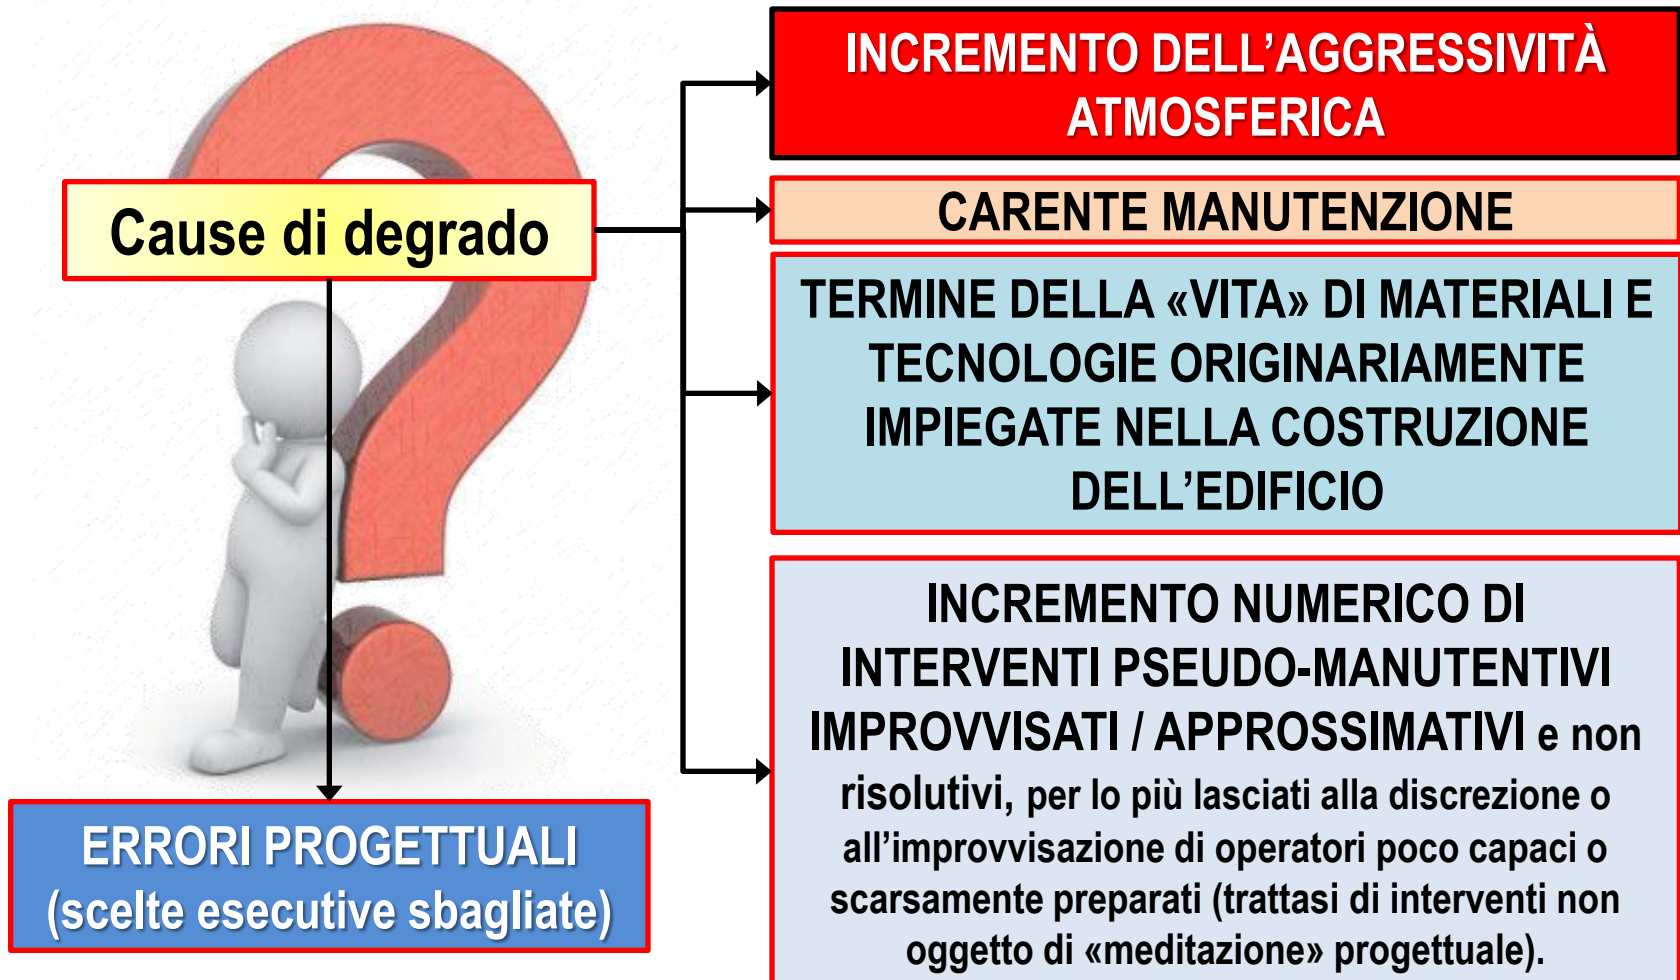 Cause di degrado
INCREMENTO DELL’AGGRESSIVITÀ
ATMOSFERICA
CARENTE MANUTENZIONE
TERMINE DELLA «VITA» DI MATERIALI E
TECNOLOGIE ORIGINARIAMENTE
IMPIEGATE NELLA COSTRUZIONE
DELL’EDIFICIO
INCREMENTO NUMERICO DI
INTERVENTI PSEUDO-MANUTENTIVI
IMPROVVISATI / APPROSSIMATIVI e non
risolutivi, per lo più lasciati alla discrezione o
all’improvvisazione di operatori poco capaci o
scarsamente preparati (trattasi di interventi non
oggetto di «meditazione» progettuale).
ERRORI PROGETTUALI
(scelte esecutive sbagliate)